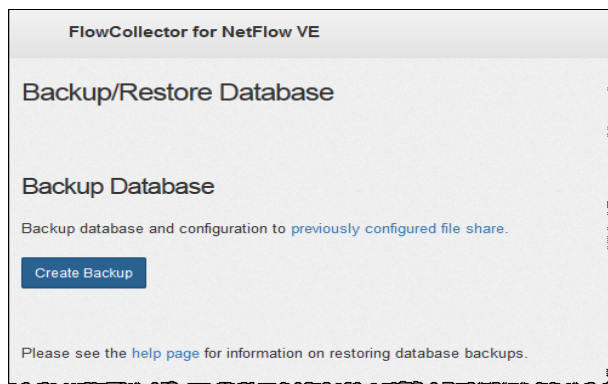 FlowCollector for NetFlow VE
Backup/Restore Database
Backup Database
Backup database and configuration to previously configured file share.
Create Backup
Please see the help page for information on restoring database backups.